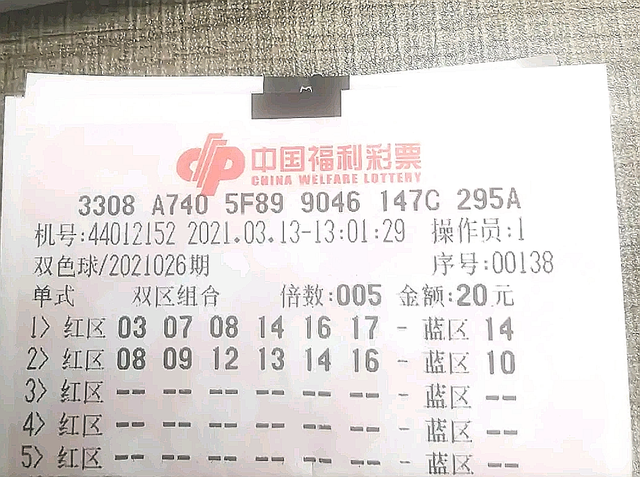 中国福利彩票
CHINA WELFARE LOTTERY
3308 A740 5F89 9046 147C 295A
机号:44012152 2021.03.13-13:01:29 操作员:1
双色球/2021026期 序号:00138
单式 双区组合 倍数:005 金额:20元
1> 红区 03 07 08 14 16 17 - 蓝区 14
2> 红区 08 09 12 13 14 16 - 蓝区 10
3> 红区 -- -- -- -- -- -- - 蓝区 --
4> 红区 -- -- -- -- -- -- - 蓝区 --
5> 红区 -- -- -- -- -- -- - 蓝区 --